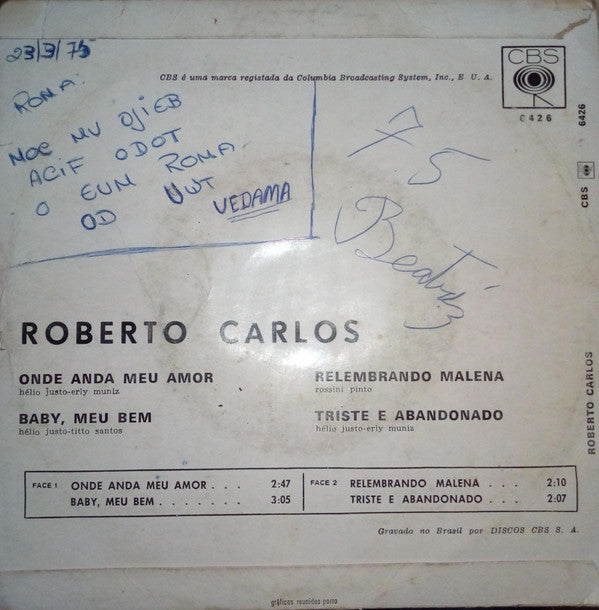 23/3/75
CBS
CBS é uma marca registada da Columbia Broadcasting System, Inc., E U. A.
6426
6426
CBS
ROMA:
MOC MU OJIEB
ACIF ODOT
O EUM ROMA.
OD UWT
VEDAMA
75
Beatriz
ROBERTO CARLOS
ONDE ANDA MEU AMOR
hélio justo-erly muniz
RELEMBRANDO MALENA
rossini pinto
BABY, MEU BEM
hélio justo-titto santos
TRISTE E ABANDONADO
hélio justo-erly muniz
ROBERTO CARLOS
FACE 1 ONDE ANDA MEU AMOR . . . 2:47
BABY, MEU BEM . . . . . . . 3:05
FACE 2 RELEMBRANDO MALENA . . . 2:10
TRISTE E ABANDONADO . . . 2:07
Gravado no Brasil por DISCOS CBS S. A.
gráficos reunidos porto